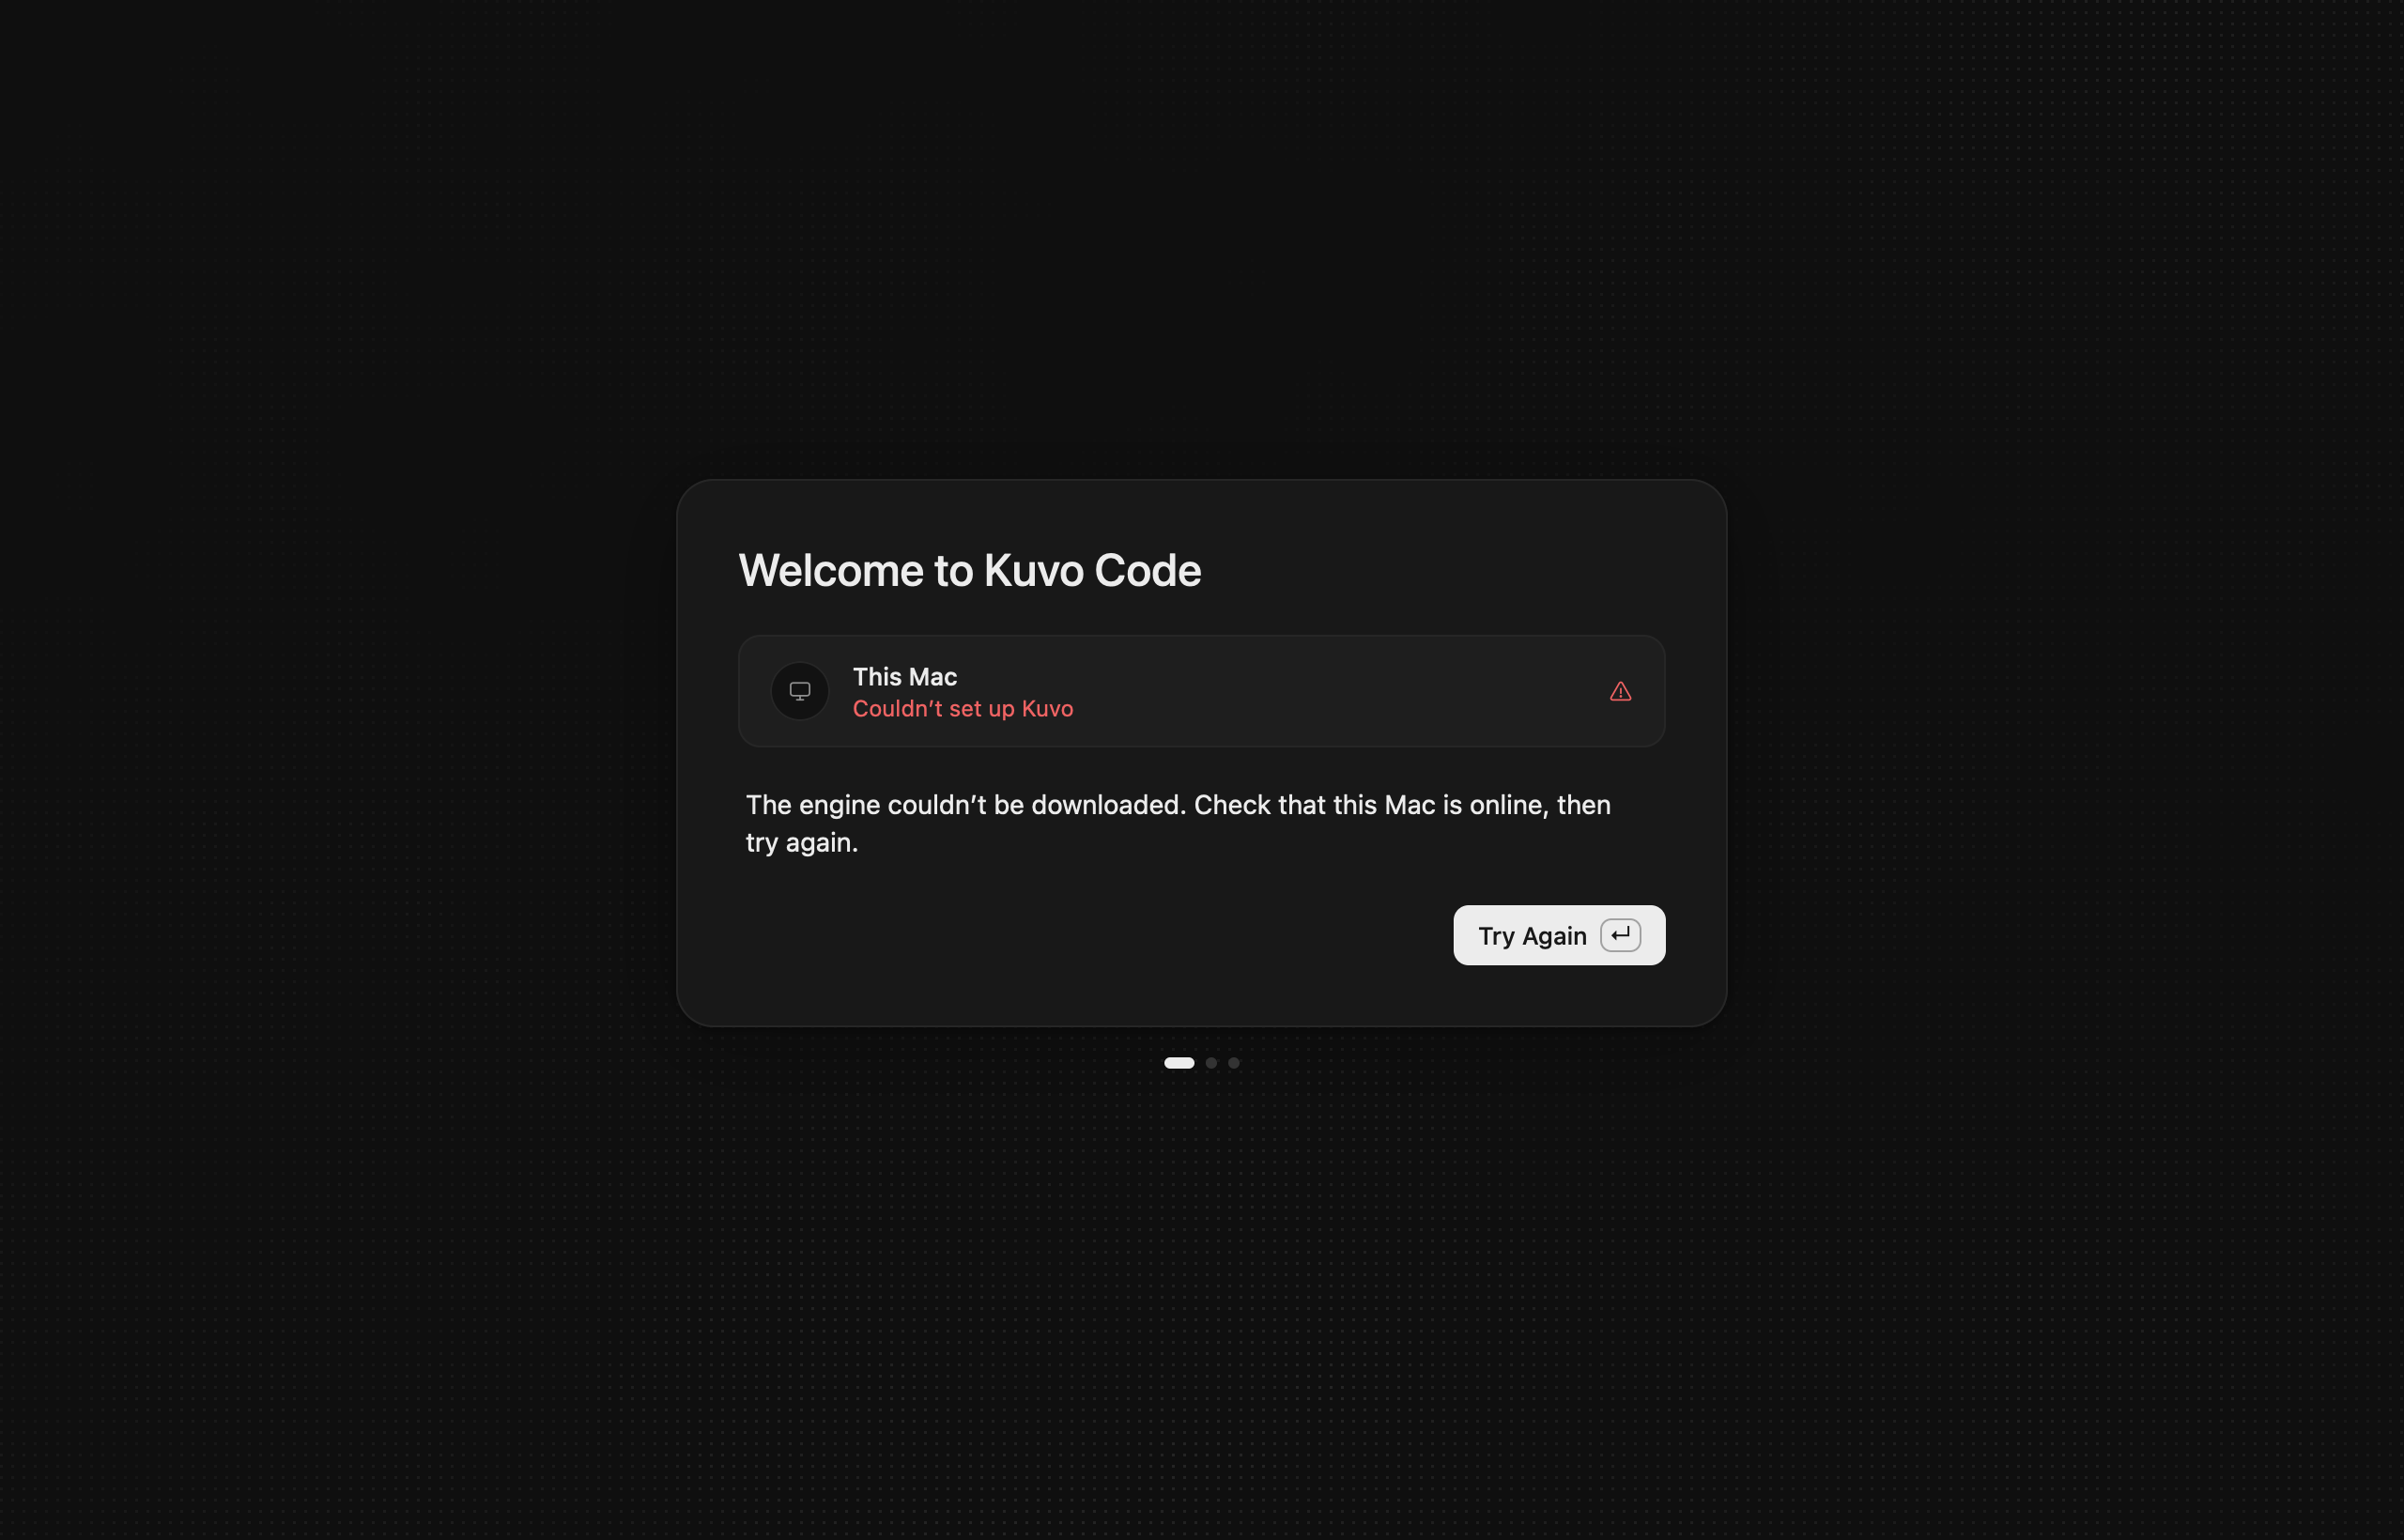 Welcome to Kuvo Code
This Mac
Couldn’t set up Kuvo
The engine couldn’t be downloaded. Check that this Mac is online, then
try again.
Try Again